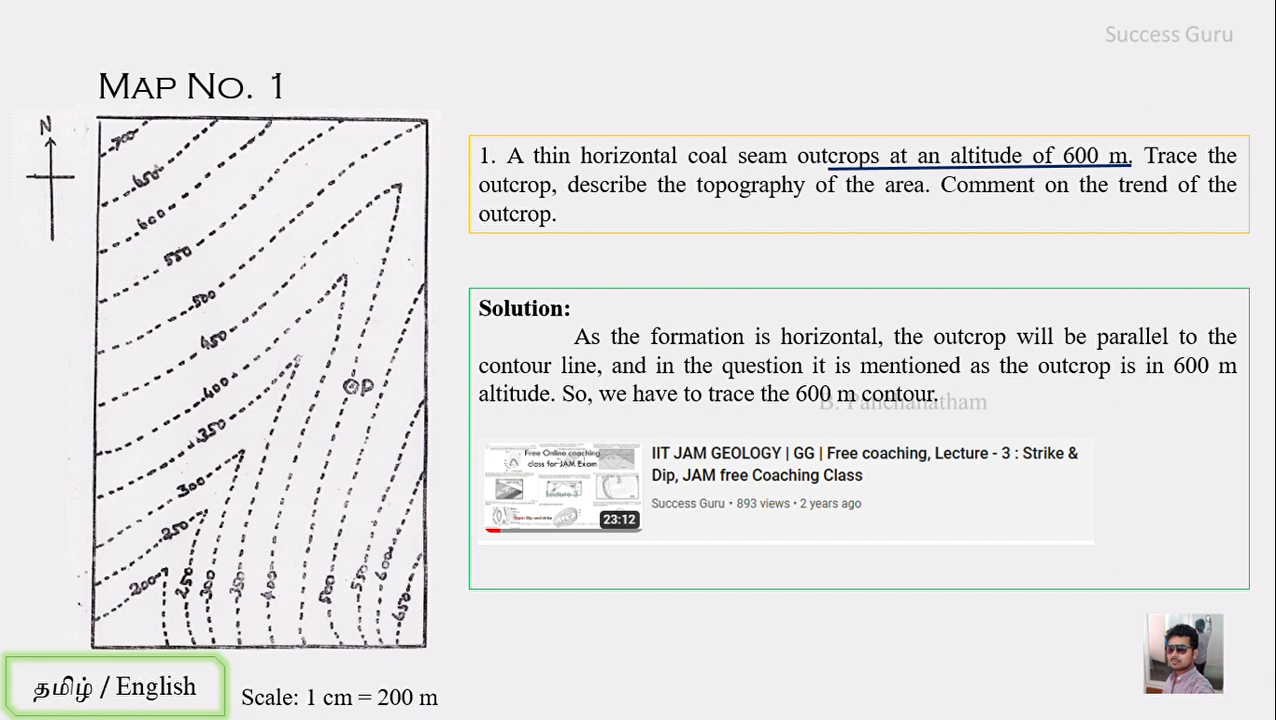 Success Guru
MAP NO. 1
N
700
650
600
550
500
450
400
350
300
250
200
OP
250
300
350
400
500
550
600
650
1. A thin horizontal coal seam outcrops at an altitude of 600 m. Trace the
outcrop, describe the topography of the area. Comment on the trend of the
outcrop.
Solution:
As the formation is horizontal, the outcrop will be parallel to the
contour line, and in the question it is mentioned as the outcrop is in 600 m
altitude. So, we have to trace the 600 m contour.
B. Panchanatham
Free Online coaching
class for JAM Exam
Lecture-3
23:12
IIT JAM GEOLOGY | GG | Free coaching, Lecture - 3 : Strike &
Dip, JAM free Coaching Class
Success Guru • 893 views • 2 years ago
தமிழ் / English
Scale: 1 cm = 200 m